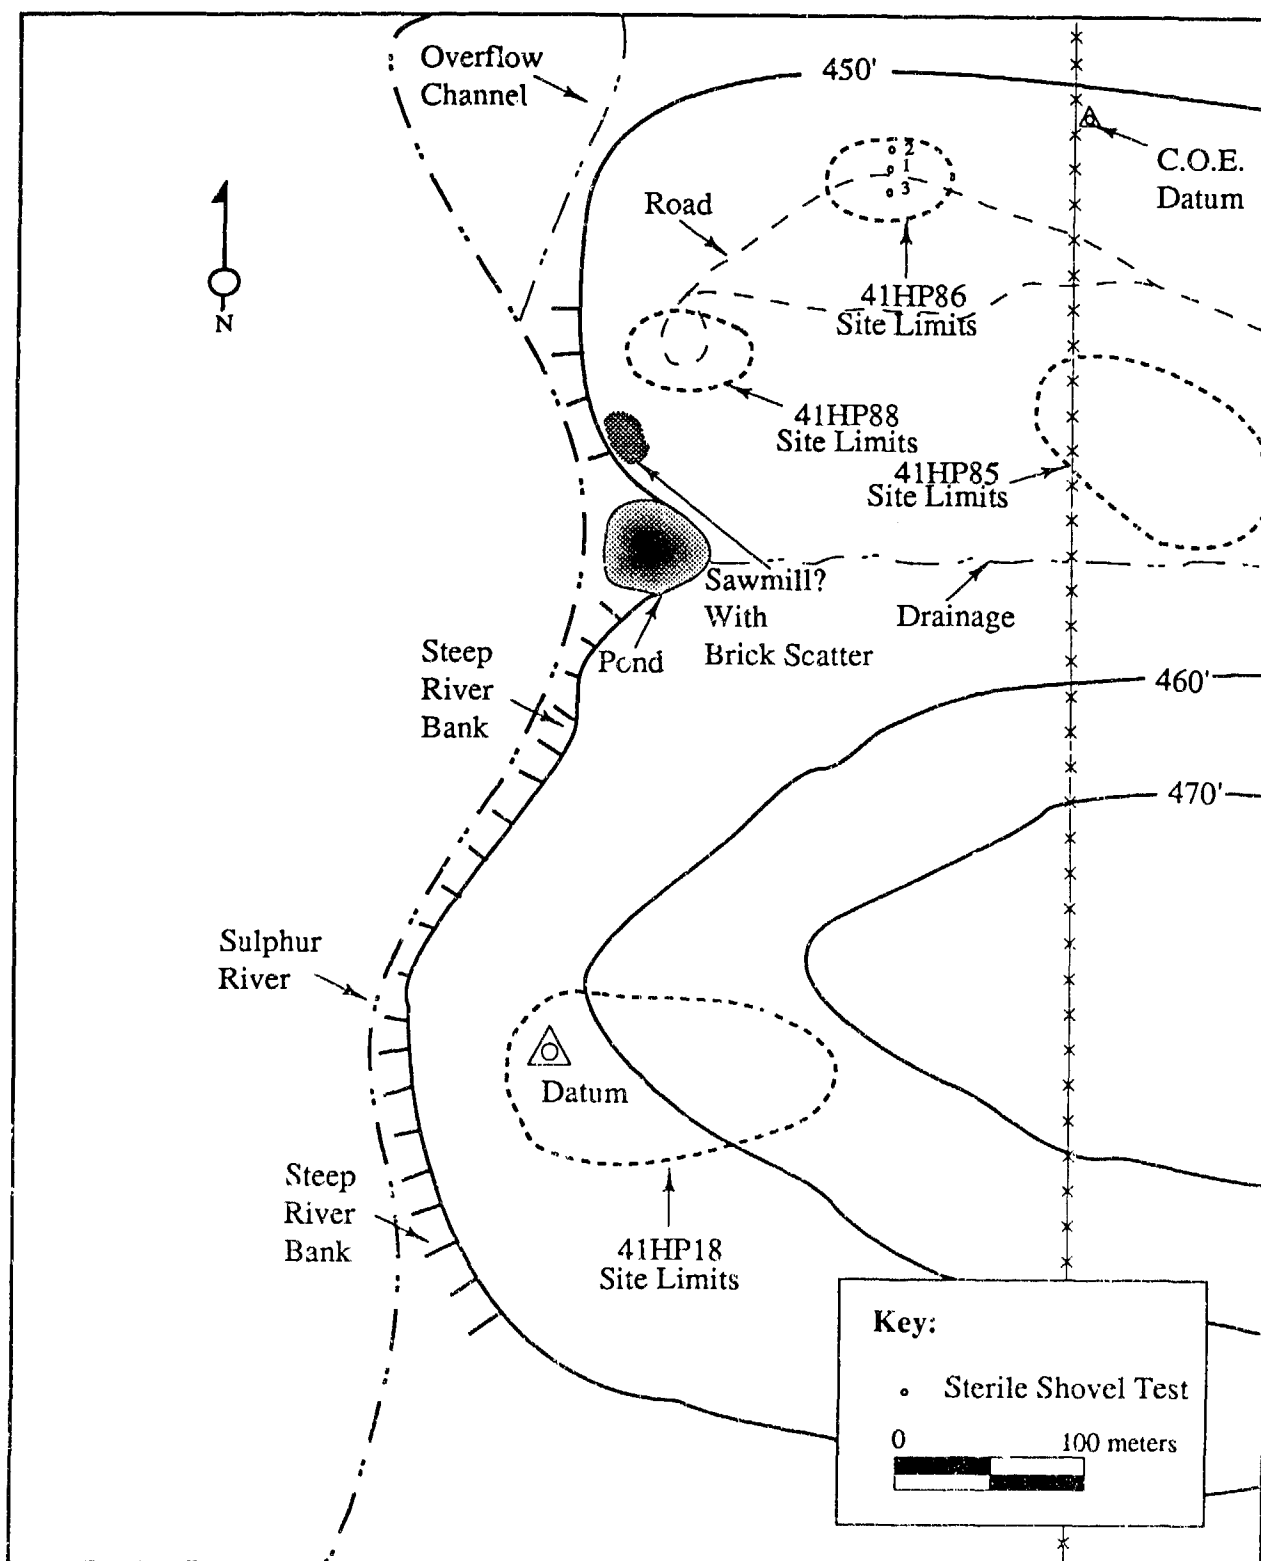 Overflow
Channel
450'
2
1
3
C.O.E.
Datum
Road
N
41HP86
Site Limits
41HP88
Site Limits
41HP85
Site Limits
Sawmill?
With
Brick Scatter
Drainage
Pond
Steep
River
Bank
460'
470'
Sulphur
River
Datum
Steep
River
Bank
41HP18
Site Limits
Key:
Sterile Shovel Test
0 100 meters